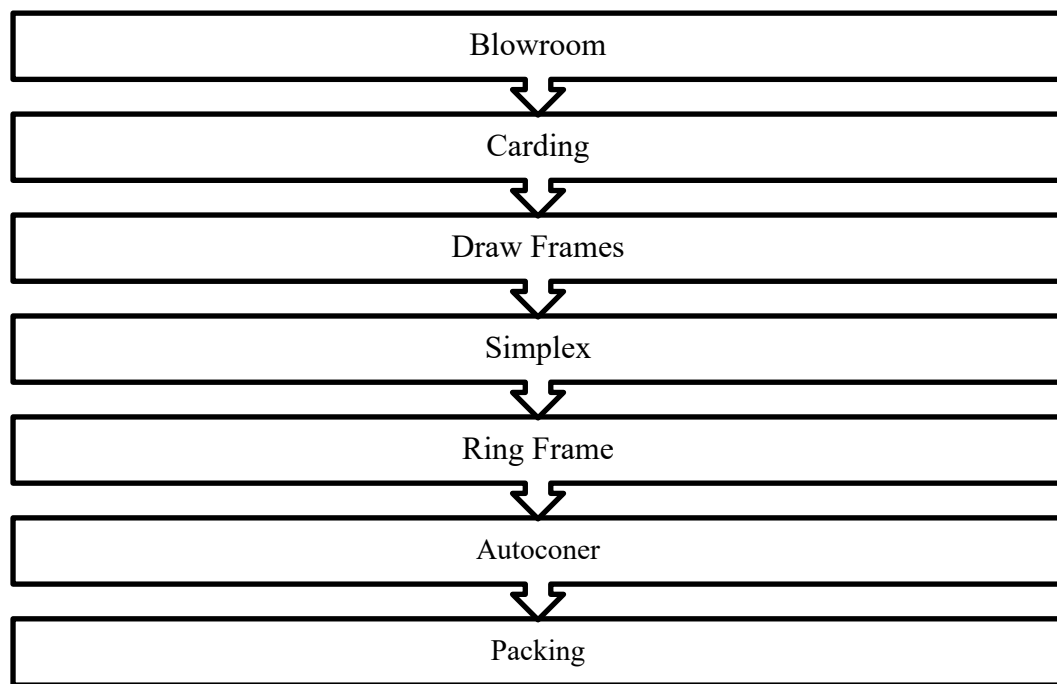 Blowroom
Carding
Draw Frames
Simplex
Ring Frame
Autoconer
Packing